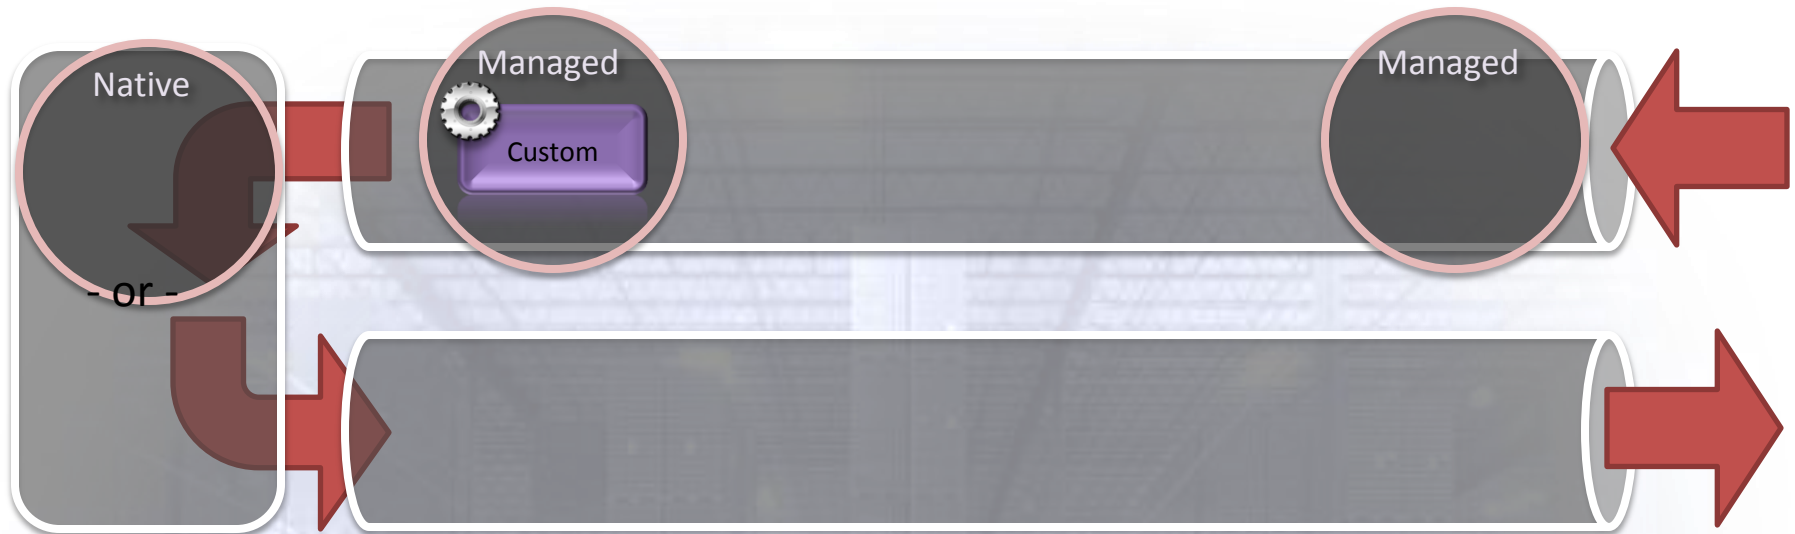 Native
Managed
Custom
Managed
- or -